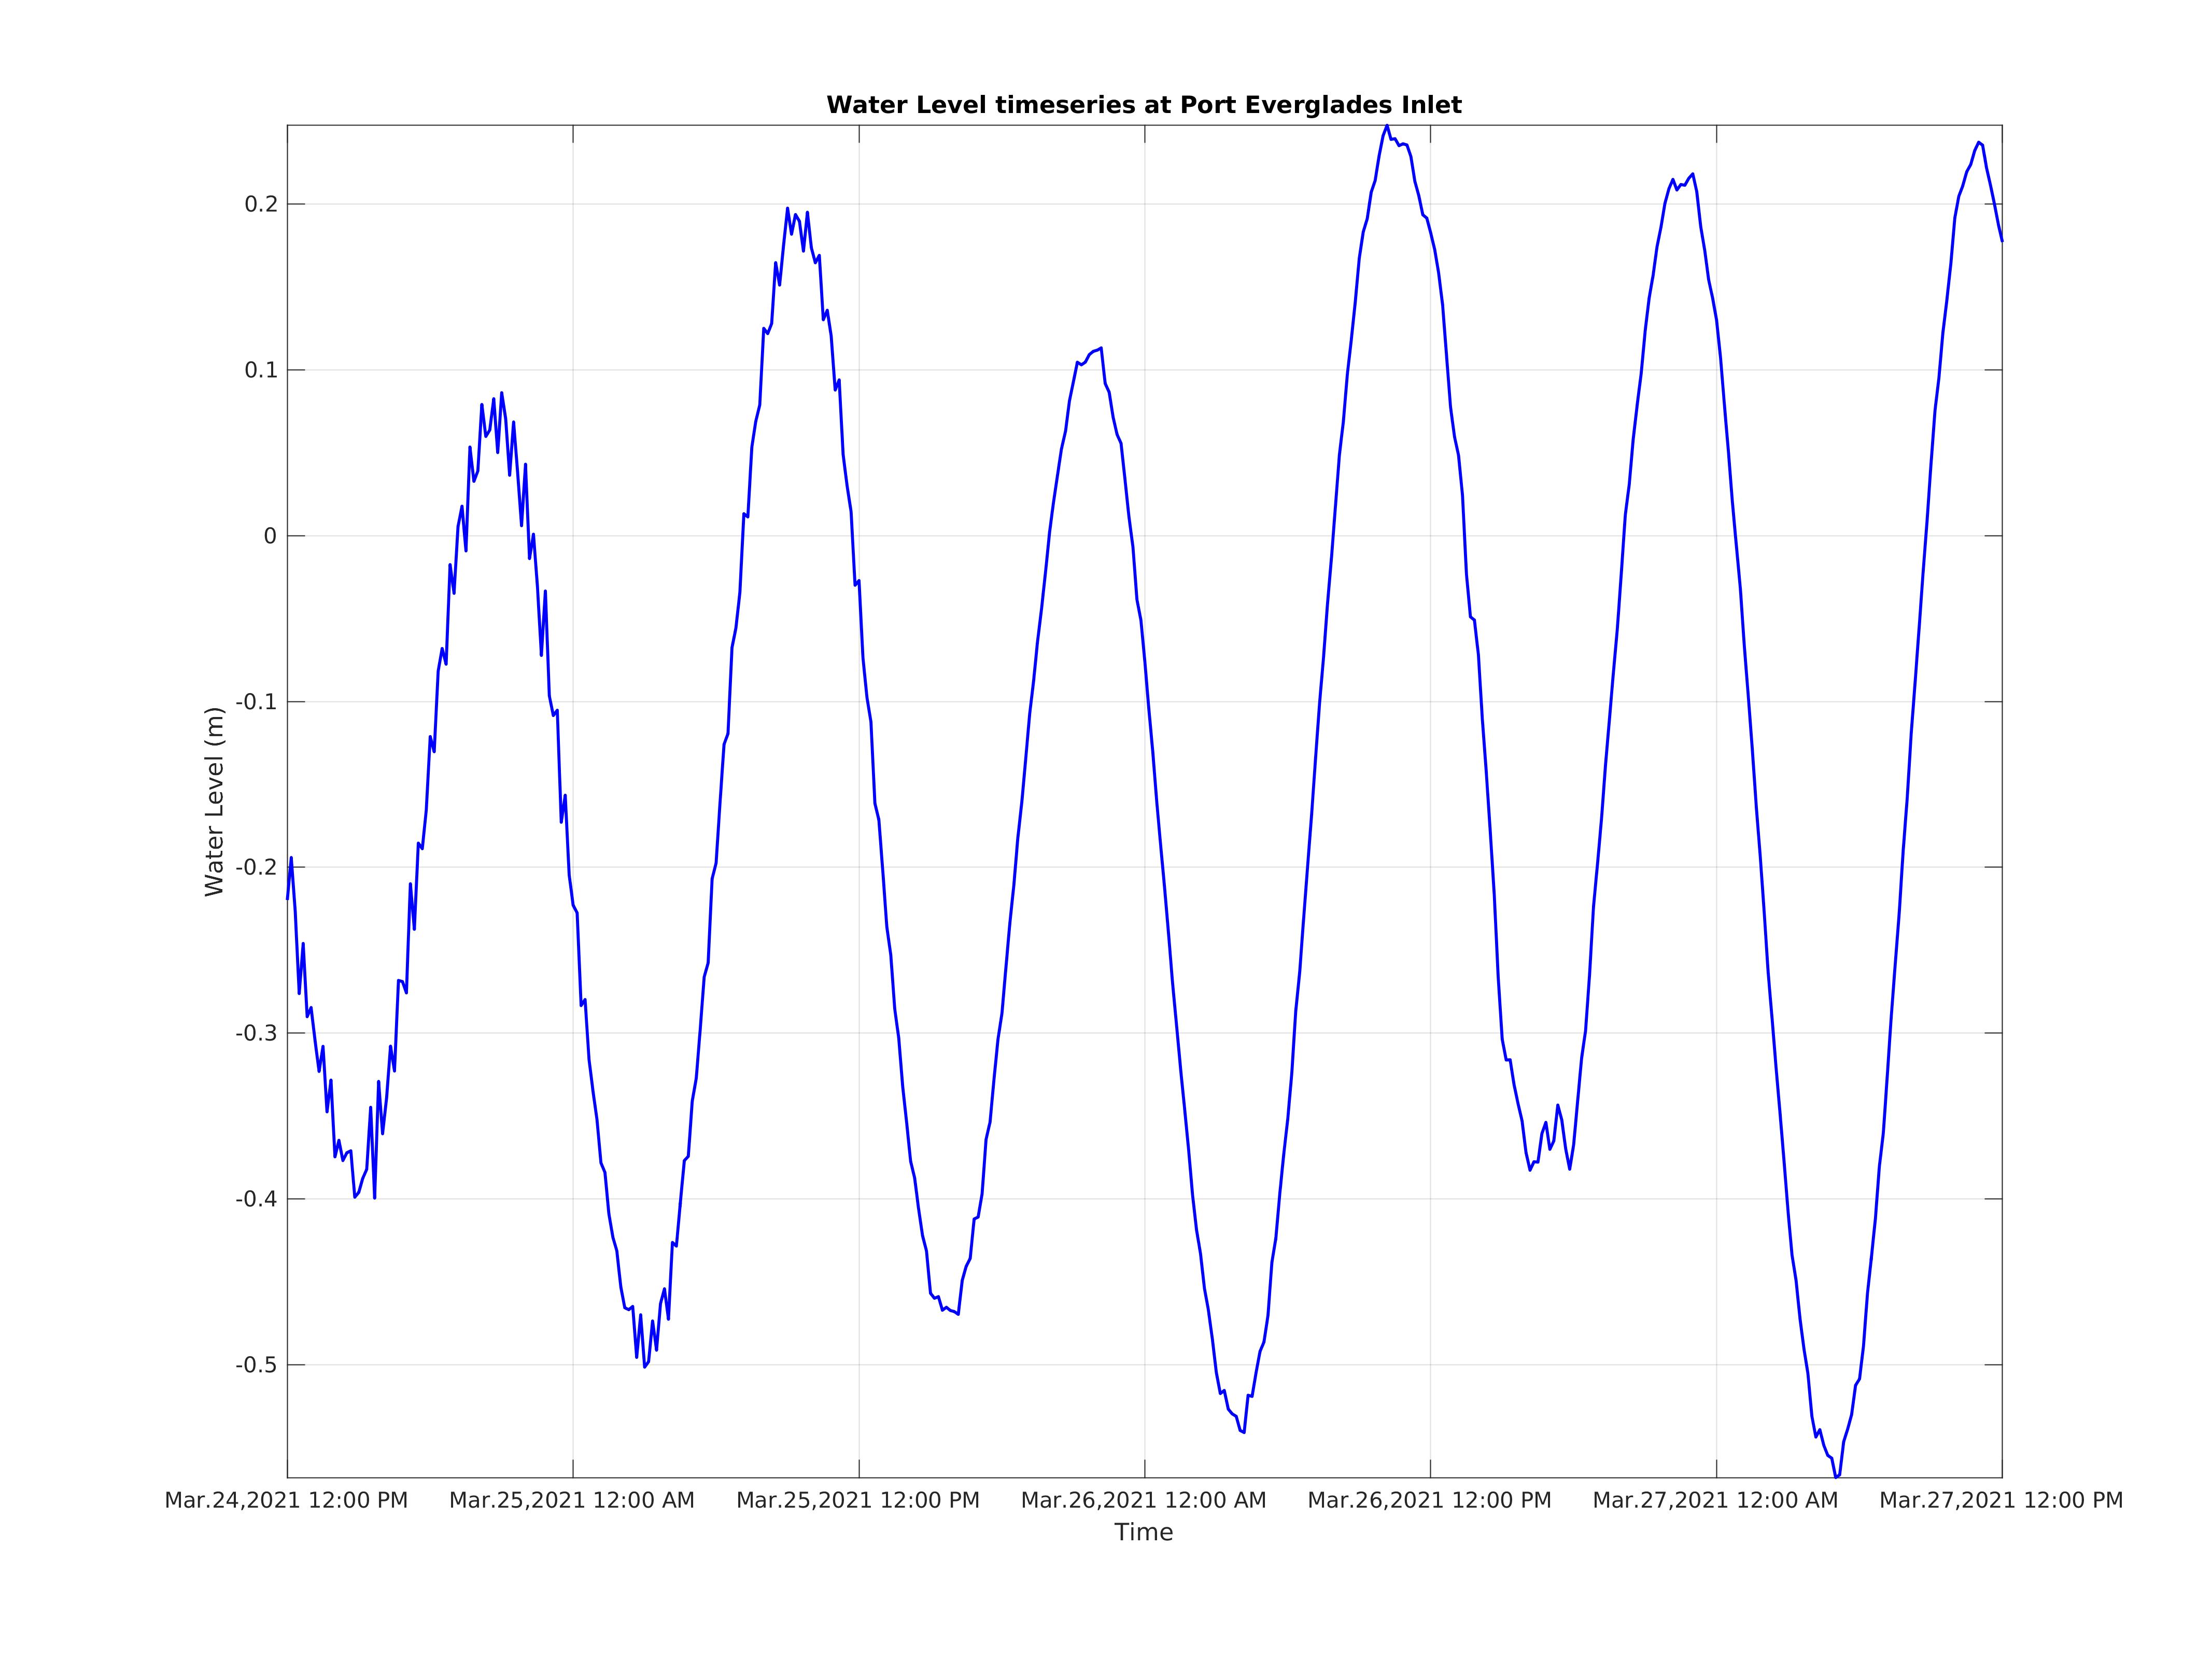 Water Level timeseries at Port Everglades Inlet
0.2
0.1
0
-0.1
-0.2
-0.3
-0.4
-0.5
Water Level (m)
Mar.24,2021 12:00 PM Mar.25,2021 12:00 AM Mar.25,2021 12:00 PM Mar.26,2021 12:00 AM Mar.26,2021 12:00 PM Mar.27,2021 12:00 AM Mar.27,2021 12:00 PM
Time